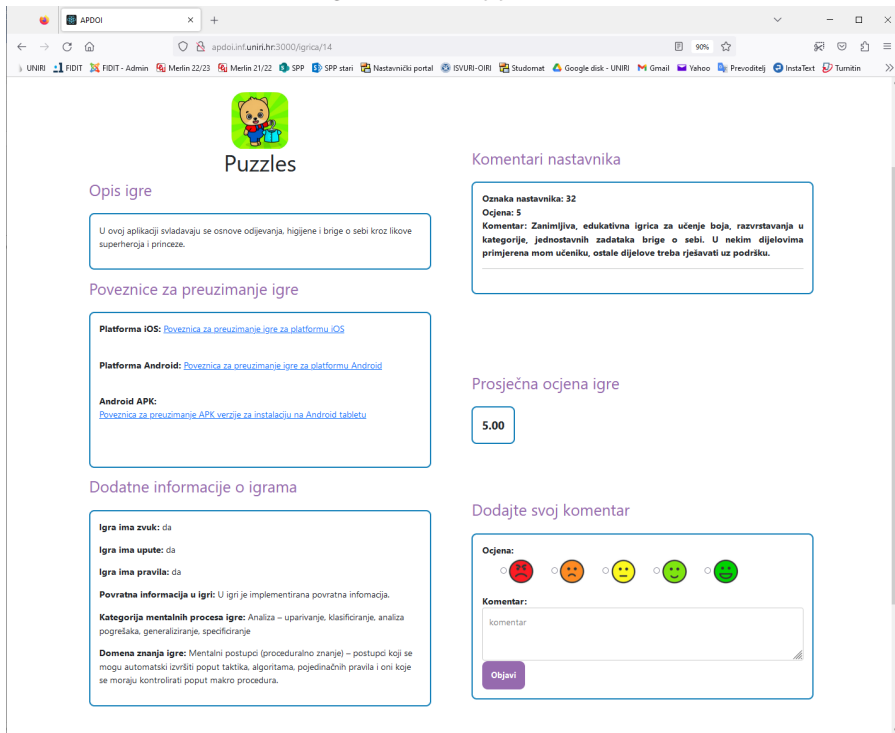 APDOI
apdoi.inf.uniri.hr:3000/igrica/14
90%
UNIRI FIDIT FIDIT - Admin Merlin 22/23 Merlin 21/22 SPP SPP stari Nastavnički portal ISVURI-OIRI Studomat Google disk - UNIRI Gmail Yahoo Prevoditelj InstaText Turnitin
Puzzles
Opis igre
U ovoj aplikaciji svladavaju se osnove odijevanja, higijene i brige o sebi kroz likove
superheroja i princeze.
Poveznice za preuzimanje igre
Platforma iOS: Poveznica za preuzimanje igre za platformu iOS
Platforma Android: Poveznica za preuzimanje igre za platformu Android
Android APK:
Poveznica za preuzimanje APK verzije za instalaciju na Android tabletu
Dodatne informacije o igrama
Igra ima zvuk: da
Igra ima upute: da
Igra ima pravila: da
Povratna informacija u igri: U igri je implementirana povratna infomacija.
Kategorija mentalnih procesa igre: Analiza – uparivanje, klasificiranje, analiza
pogrešaka, generaliziranje, specificiranje
Domena znanja igre: Mentalni postupci (proceduralno znanje) – postupci koji se
mogu automatski izvršiti poput taktika, algoritama, pojedinačnih pravila i oni koje
se moraju kontrolirati poput makro procedura.
Komentari nastavnika
Oznaka nastavnika: 32
Ocjena: 5
Komentar: Zanimljiva, edukativna igrica za učenje boja, razvrstavanja u
kategorije, jednostavnih zadataka brige o sebi. U nekim dijelovima
primjerena mom učeniku, ostale dijelove treba rješavati uz podršku.
Prosječna ocjena igre
5.00
Dodajte svoj komentar
Ocjena:
Komentar:
komentar
Objavi